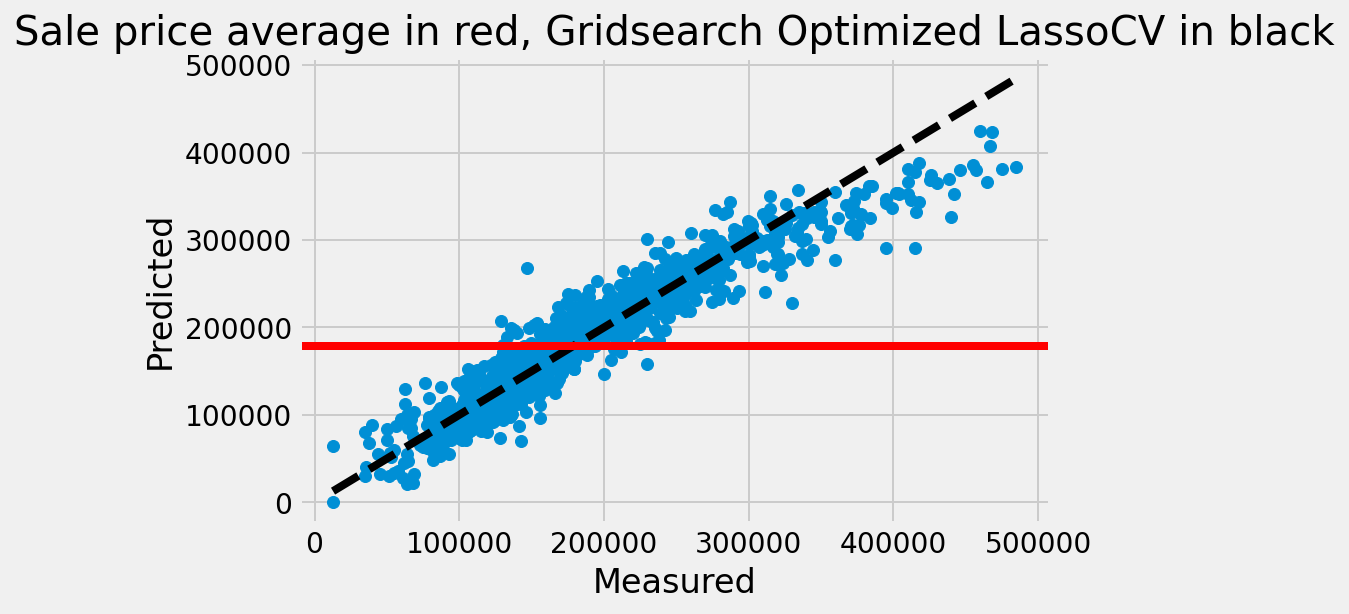 Sale price average in red, Gridsearch Optimized LassoCV in black
500000
400000
300000
200000
100000
0
Predicted
0 100000 200000 300000 400000 500000
Measured